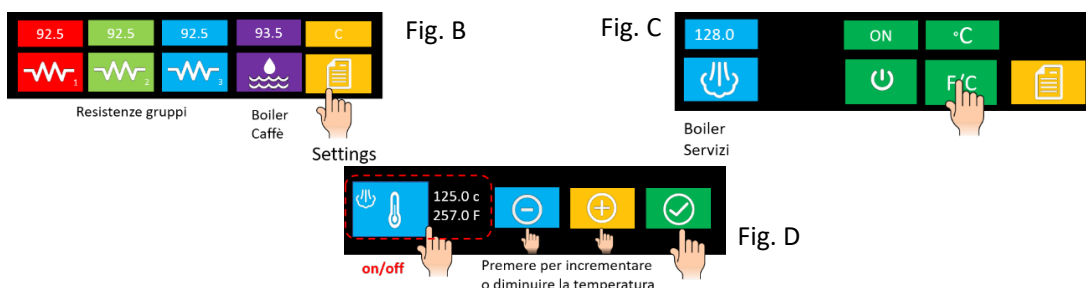 92.5 92.5 92.5 93.5 C
Fig. B
1 2 3
Resistenze gruppi
Boiler
Caffè
Settings
Fig. C
128.0 ON °C
F/C
Boiler
Servizi
125.0 c
257.0 F
Fig. D
on/off
Premere per incrementare
o diminuire la temperatura